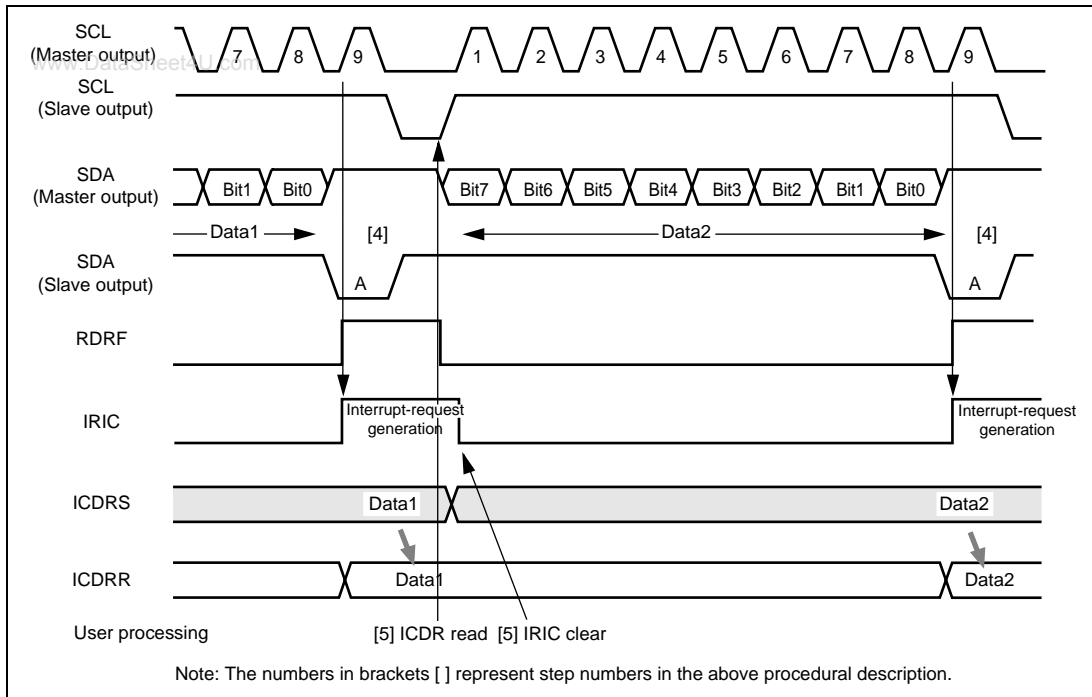 SCL
(Master output)
7 8 9 1 2 3 4 5 6 7 8 9
www.DataSheet4U.com
SCL
(Slave output)
SDA
(Master output)
Bit1 Bit0 Bit7 Bit6 Bit5 Bit4 Bit3 Bit2 Bit1 Bit0
Data1 [4] Data2 [4]
SDA
(Slave output)
A A
RDRF
IRIC
Interrupt-request
generation
Interrupt-request
generation
ICDRS
Data1 Data2
ICDRR
Data1 Data2
User processing
[5] ICDR read [5] IRIC clear
Note: The numbers in brackets [ ] represent step numbers in the above procedural description.